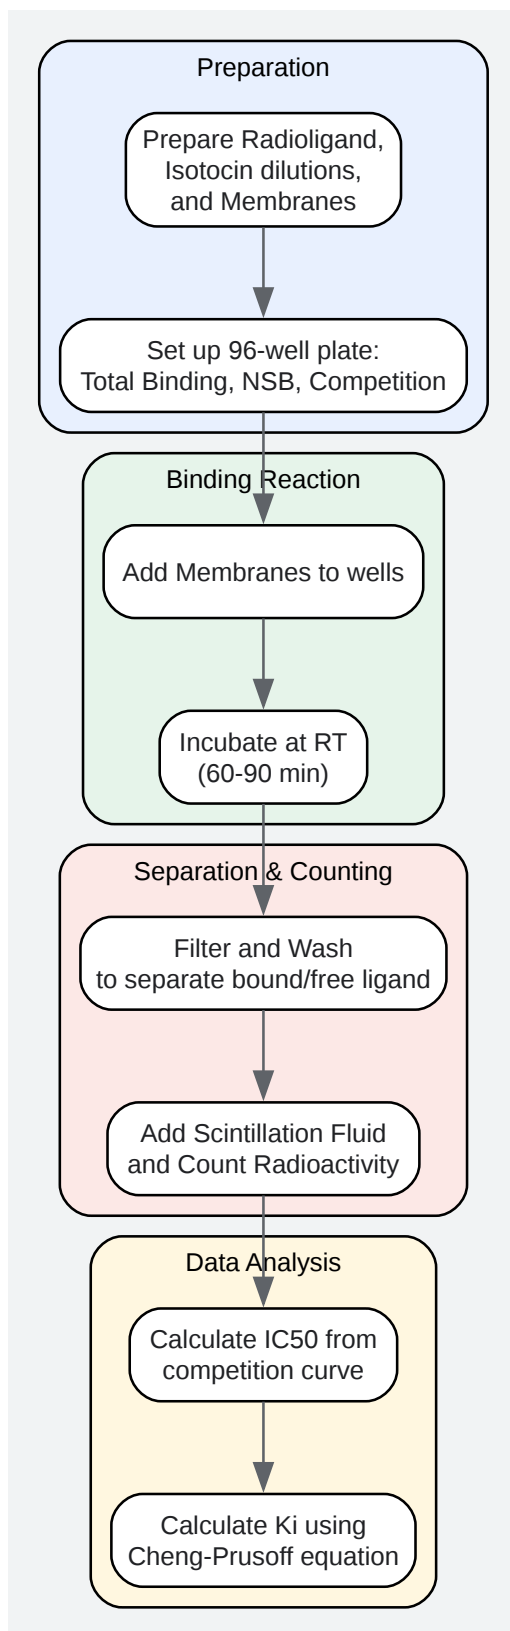 Preparation
Prepare Radioligand,
Isotocin dilutions,
and Membranes
Set up 96-well plate:
Total Binding, NSB, Competition
Binding Reaction
Add Membranes to wells
Incubate at RT
(60-90 min)
Separation & Counting
Filter and Wash
to separate bound/free ligand
Add Scintillation Fluid
and Count Radioactivity
Data Analysis
Calculate IC50 from
competition curve
Calculate Ki using
Cheng-Prusoff equation